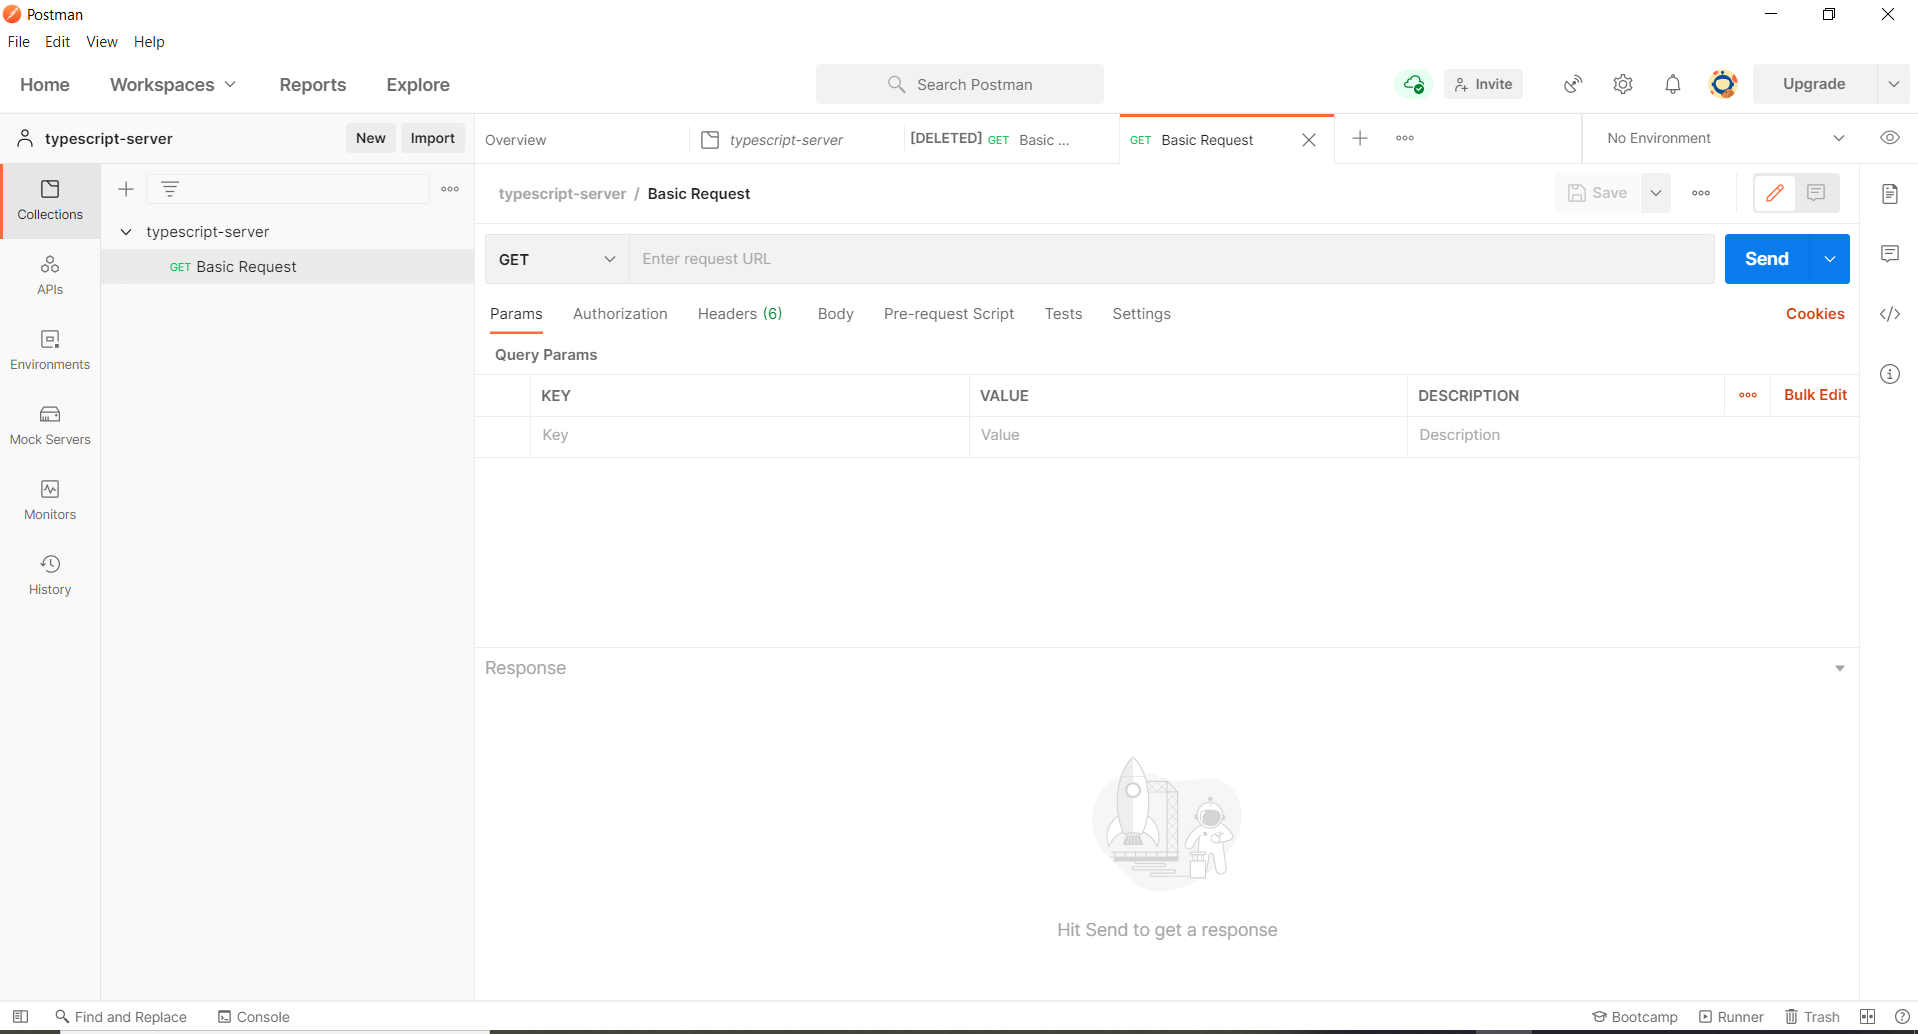 Postman
File Edit View Help
Home Workspaces Reports Explore Search Postman Invite Upgrade
typescript-server New Import Overview typescript-server [DELETED] GET Basic ... GET Basic Request No Environment
Collections
typescript-server / Basic Request Save
typescript-server
GET Basic Request
GET Enter request URL Send
APIs
Params Authorization Headers (6) Body Pre-request Script Tests Settings Cookies
Query Params
Environments
KEY VALUE DESCRIPTION Bulk Edit
Key Value Description
Mock Servers
Monitors
History
Response
Hit Send to get a response
Find and Replace Console Bootcamp Runner Trash